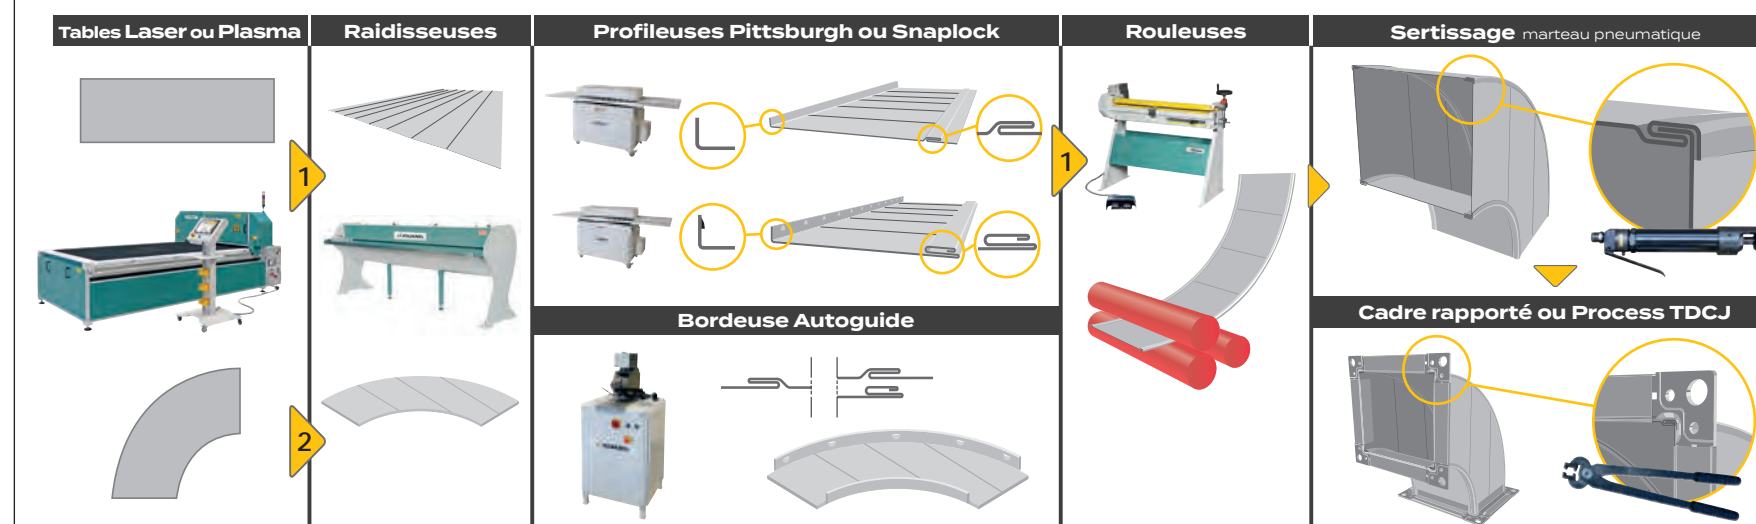 Tables Laser ou Plasma
Raidisseuses
Profileuses Pittsburgh ou Snaplock
Rouleuses
Sertissage marteau pneumatique
1
1
JOUANEL
Bordeuse Autoguide
Cadre rapporté ou Process TDCJ
2